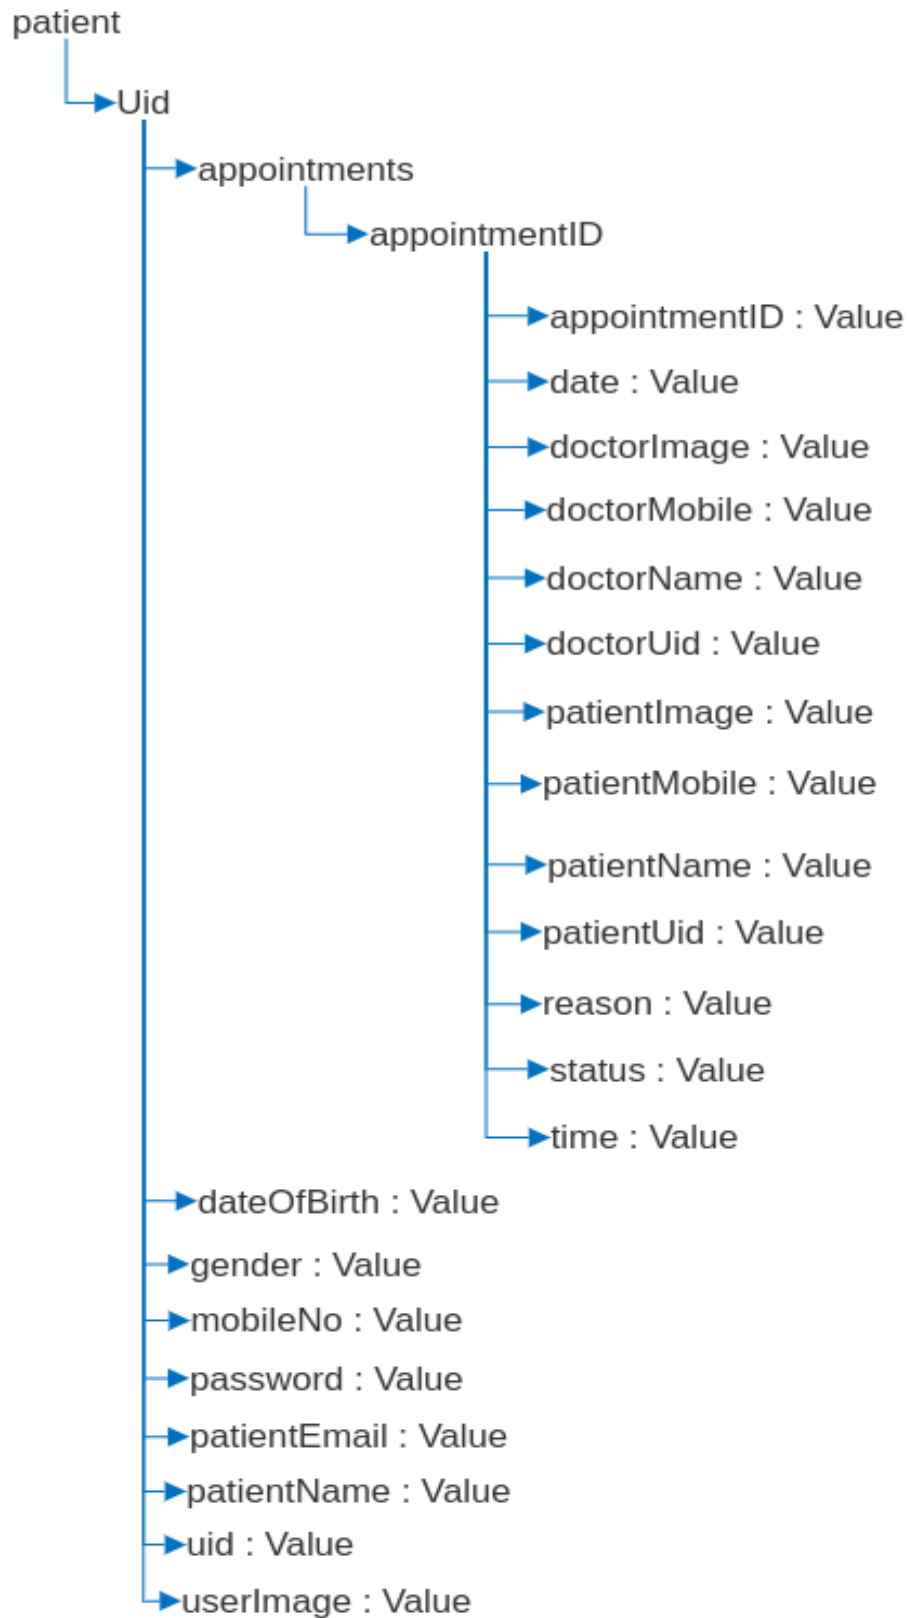 patient
Uid
appointments
appointmentID
appointmentID : Value
date : Value
doctorImage : Value
doctorMobile : Value
doctorName : Value
doctorUid : Value
patientImage : Value
patientMobile : Value
patientName : Value
patientUid : Value
reason : Value
status : Value
time : Value
dateOfBirth : Value
gender : Value
mobileNo : Value
password : Value
patientEmail : Value
patientName : Value
uid : Value
userImage : Value